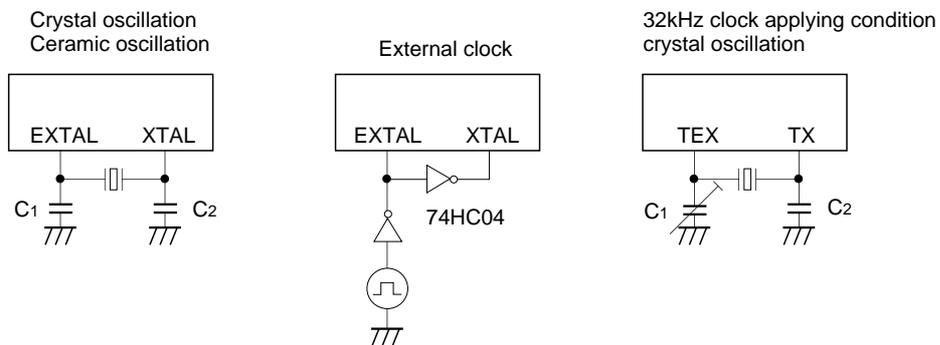 Crystal oscillation
Ceramic oscillation
EXTAL XTAL
C1
C2
External clock
EXTAL XTAL
74HC04
32kHz clock applying condition
crystal oscillation
TEX TX
C1
C2